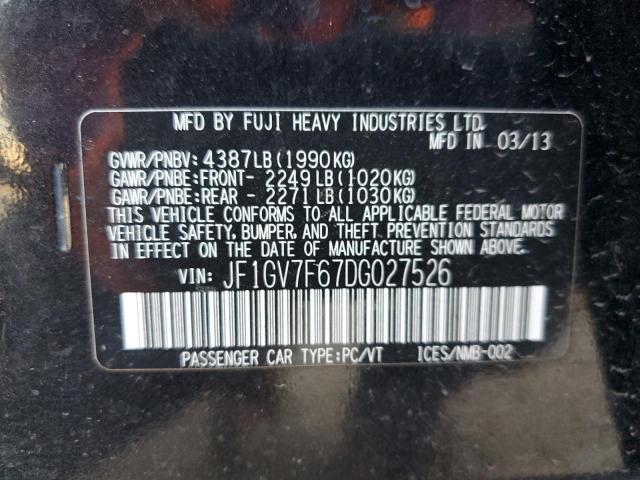 MFD BY FUJI HEAVY INDUSTRIES LTD.
MFD IN 03/13
GVWR/PNBV: 4387LB (1990KG)
GAWR/PNBE:FRONT- 2249LB (1020KG)
GAWR/PNBE:REAR - 2271LB (1030KG)
THIS VEHICLE CONFORMS TO ALL APPLICABLE FEDERAL MOTOR
VEHICLE SAFETY, BUMPER, AND THEFT PREVENTION STANDARDS
IN EFFECT ON THE DATE OF MANUFACTURE SHOWN ABOVE.
VIN: JF1GV7F67DG027526
PASSENGER CAR TYPE:PC/VT ICES/NMB-002